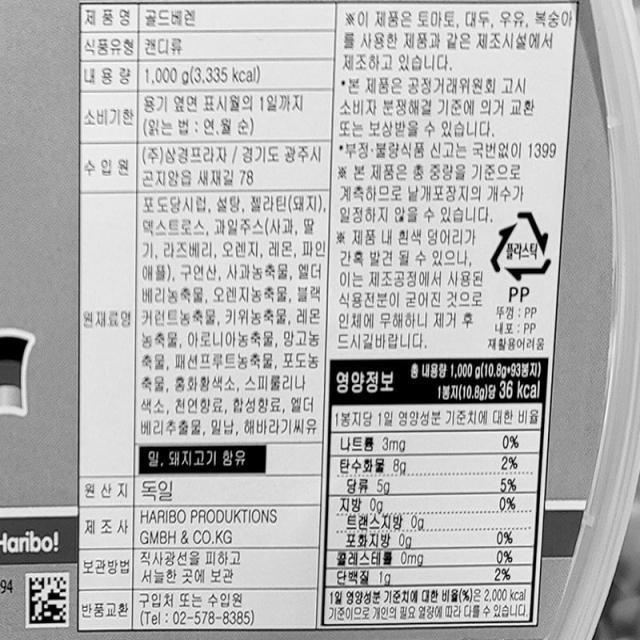 제 품 명 골드베렌
식품유형 캔디류
내 용 량 1,000 g(3,335 kcal)
소비기한 용기 옆면 표시월의 1일까지
(읽는 법 : 연.월 순)
수 입 원 (주)삼경프라자 / 경기도 광주시
곤지암읍 새재길 78
원재료명 포도당시럽, 설탕, 젤라틴(돼지),
덱스트로스, 과일주스(사과, 딸
기, 라즈베리, 오렌지, 레몬, 파인
애플), 구연산, 사과농축물, 엘더
베리농축물, 오렌지농축물, 블랙
커런트농축물, 키위농축물, 레몬
농축물, 아로니아농축물, 망고농
축물, 패션프루트농축물, 포도농
축물, 홍화황색소, 스피룰리나
색소, 천연향료, 합성향료, 엘더
베리추출물, 밀납, 해바라기씨유
밀, 돼지고기 함유
원 산 지 독일
제 조 사 HARIBO PRODUKTIONS
GMBH & CO.KG
보관방법 직사광선을 피하고
서늘한 곳에 보관
반품교환 구입처 또는 수입원
(Tel : 02-578-8385)
※이 제품은 토마토, 대두, 우유, 복숭아
를 사용한 제품과 같은 제조시설에서
제조하고 있습니다.
*본 제품은 공정거래위원회 고시
소비자 분쟁해결 기준에 의거 교환
또는 보상받을 수 있습니다.
*부정·불량식품 신고는 국번없이 1399
※ 본 제품은 총 중량을 기준으로
계측하므로 낱개포장지의 개수가
일정하지 않을 수 있습니다.
※ 제품 내 흰색 덩어리가
간혹 발견 될 수 있으나,
이는 제조공정에서 사용된
식용전분이 굳어진 것으로
인체에 무해하니 제거 후
드시길바랍니다.
플라스틱
PP
뚜껑 : PP
내포 : PP
재활용어려움
영양정보 총 내용량 1,000 g(10.8g*93봉지)
1봉지(10.8g)당 36 kcal
1봉지당 1일 영양성분 기준치에 대한 비율
나트륨 3mg 0%
탄수화물 8g 2%
당류 5g 5%
지방 0g 0%
트랜스지방 0g
포화지방 0g 0%
콜레스테롤 0mg 0%
단백질 1g 2%
1일 영양성분 기준치에 대한 비율(%)은 2,000 kcal
기준이므로 개인의 필요 열량에 따라 다를 수 있습니다.
Haribo!
94